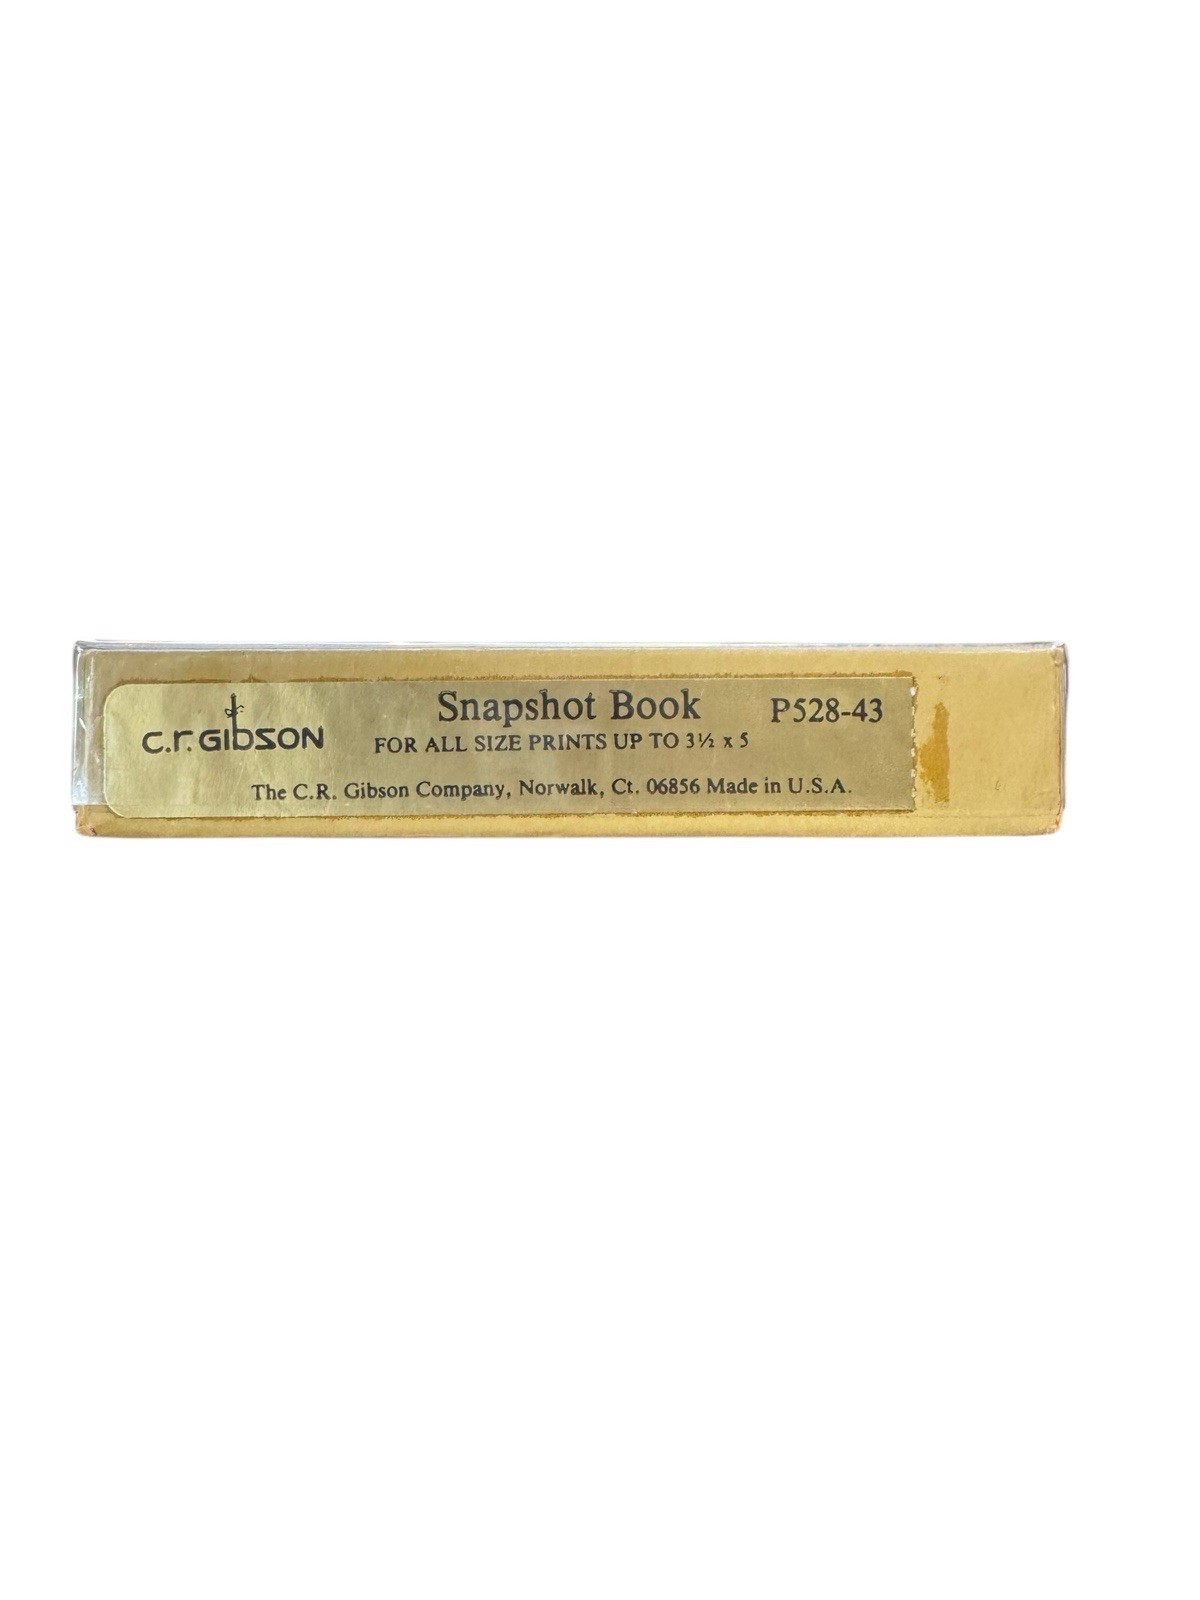 c.r. GIBSON
Snapshot Book P528-43
FOR ALL SIZE PRINTS UP TO 3½ x 5
The C.R. Gibson Company, Norwalk, Ct. 06856 Made in U.S.A.